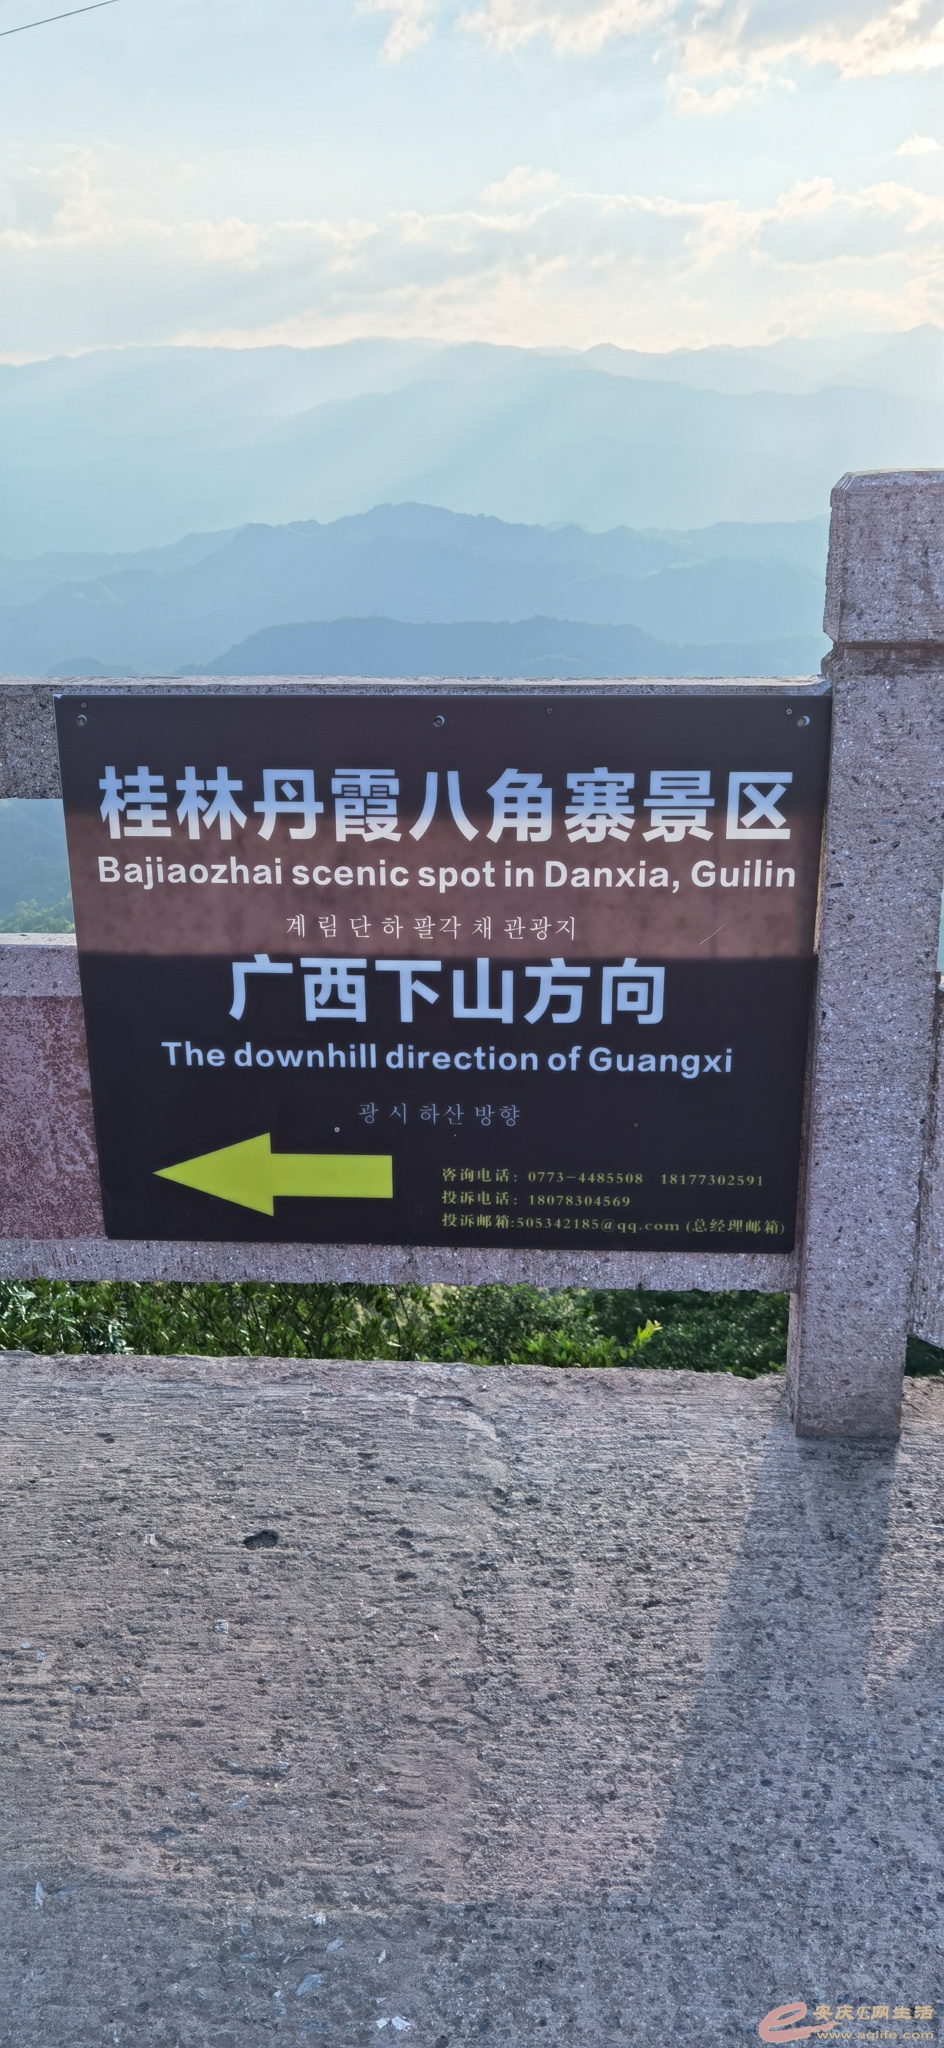 桂林丹霞八角寨景区
Bajiaozhai scenic spot in Danxia, Guilin
계림단하팔각채관광지
广西下山方向
The downhill direction of Guangxi
광시하산방향
咨询电话：0773-4485508 18177302591
投诉电话：18078304569
投诉邮箱:505342185@qq.com (总经理邮箱)
安庆E网生活
www.aqlife.com